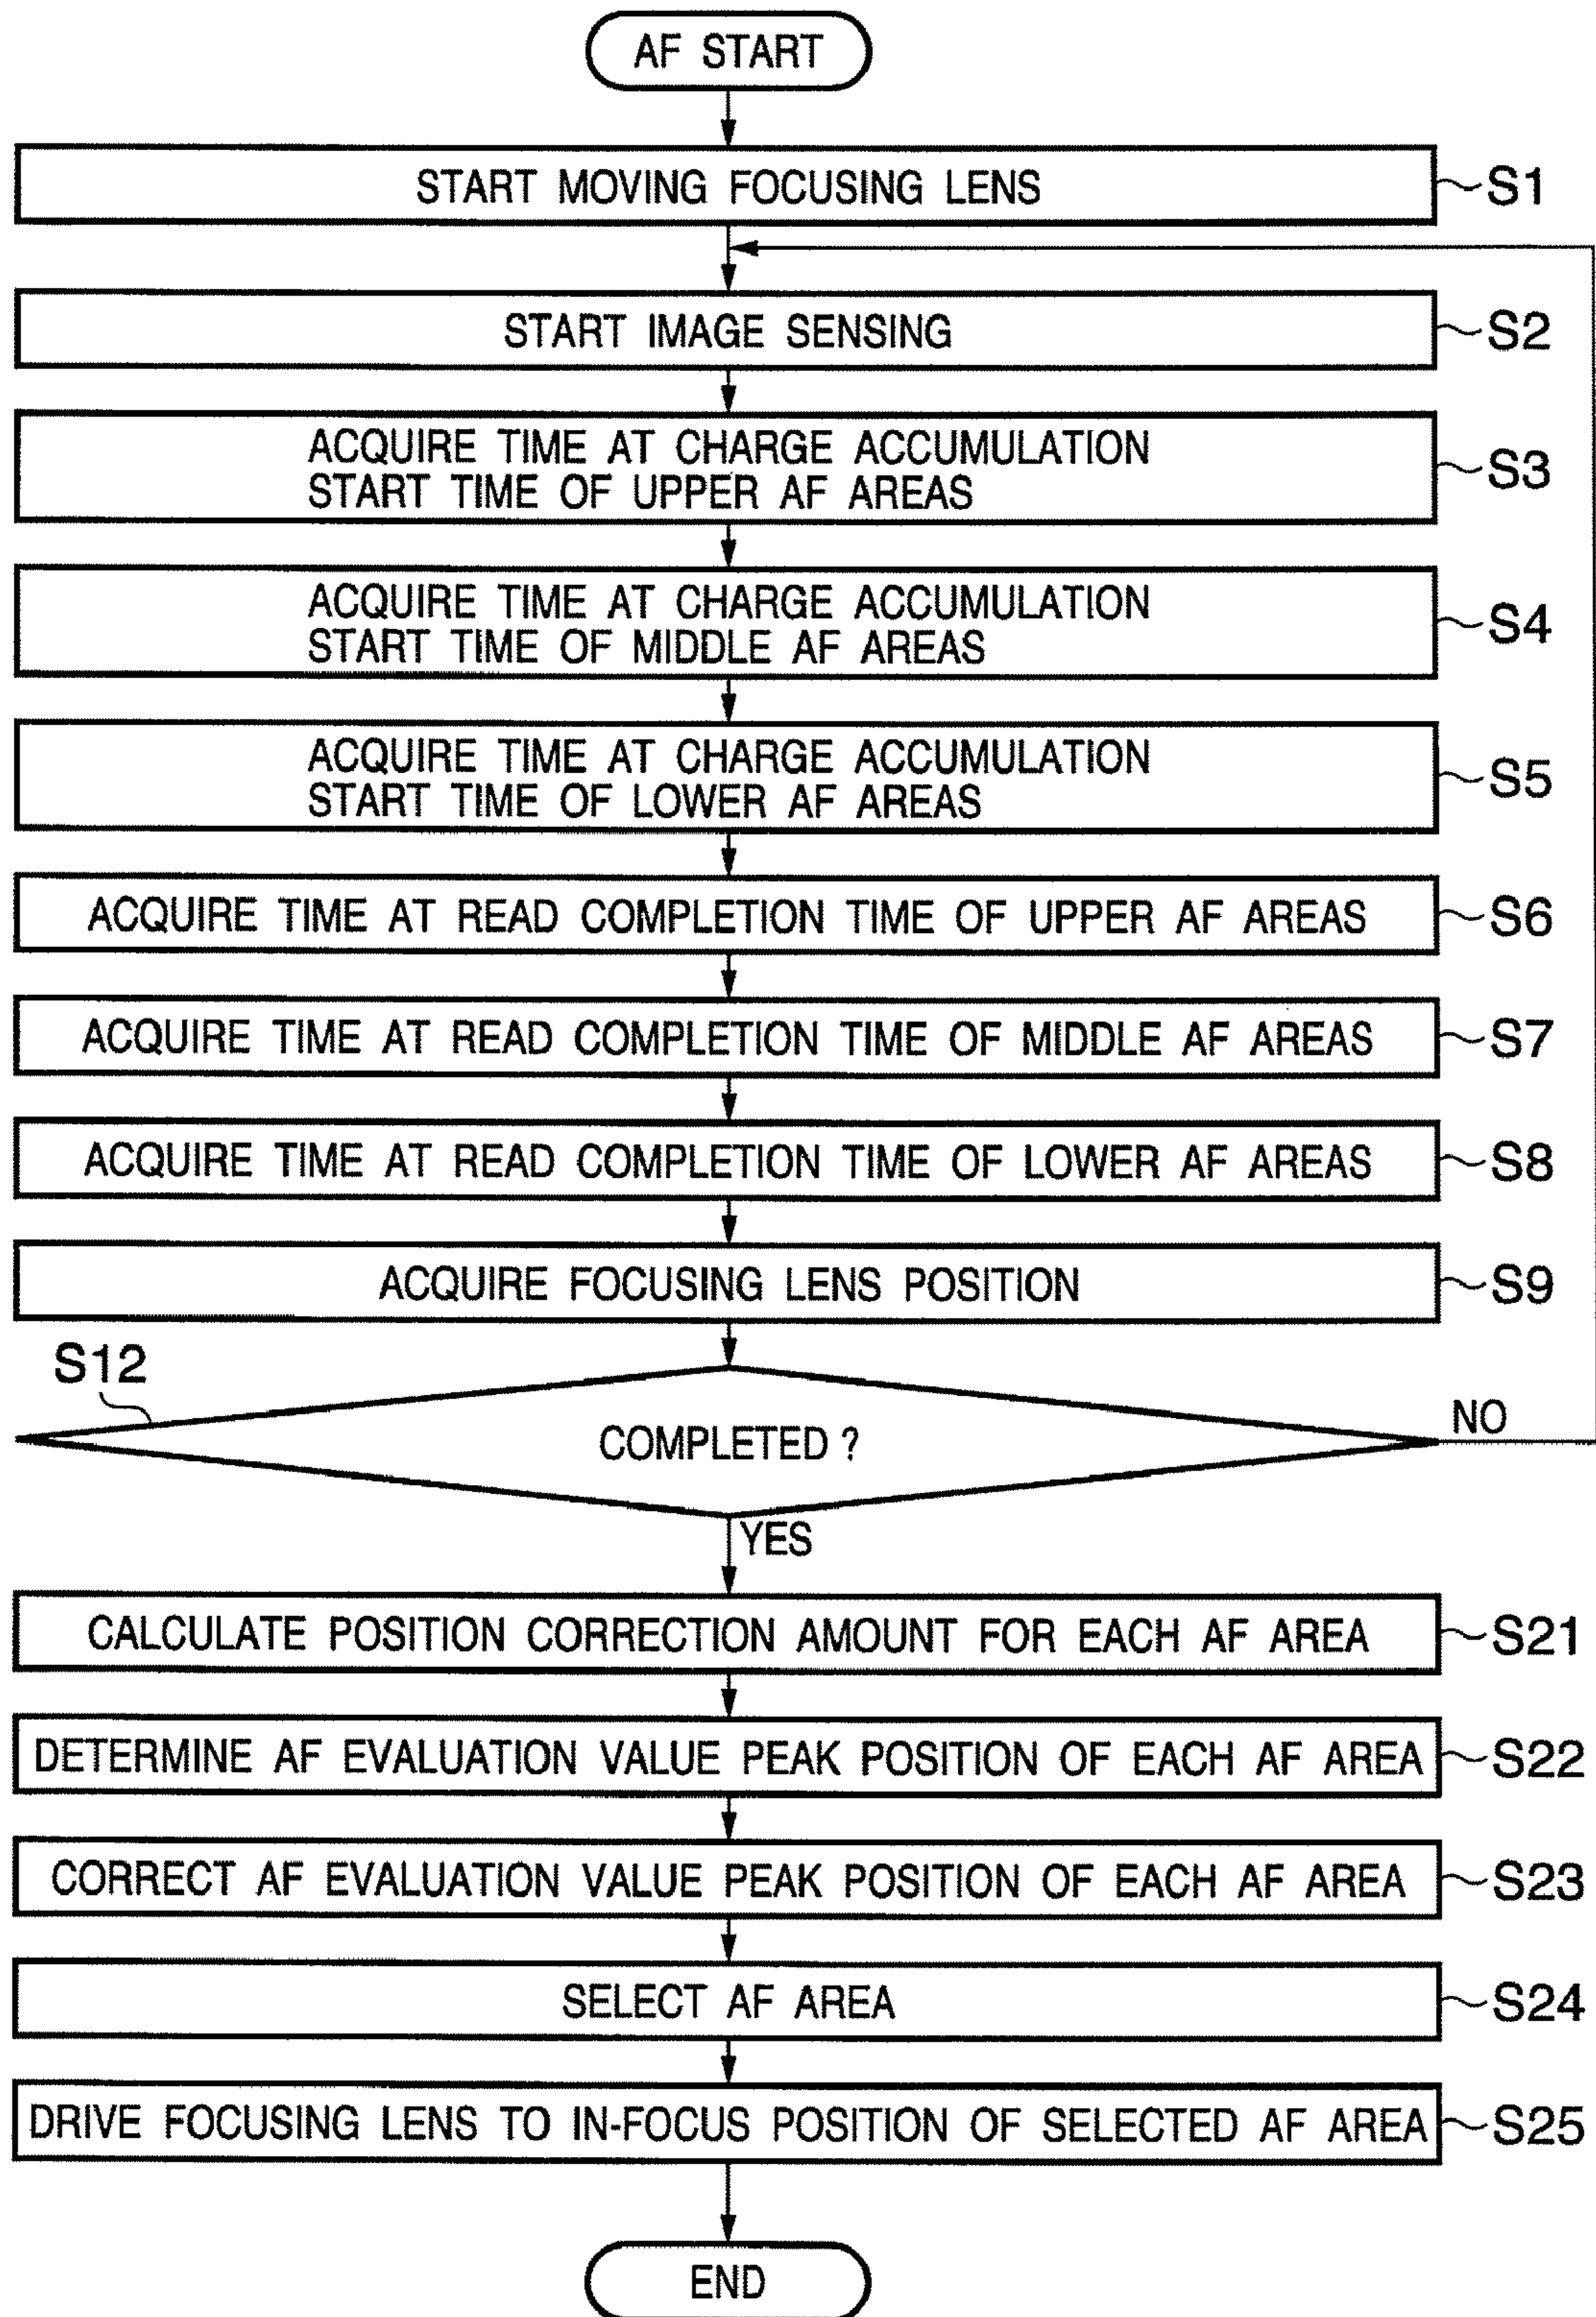 AF START
START MOVING FOCUSING LENS
S1
START IMAGE SENSING
S2
ACQUIRE TIME AT CHARGE ACCUMULATION
START TIME OF UPPER AF AREAS
S3
ACQUIRE TIME AT CHARGE ACCUMULATION
START TIME OF MIDDLE AF AREAS
S4
ACQUIRE TIME AT CHARGE ACCUMULATION
START TIME OF LOWER AF AREAS
S5
ACQUIRE TIME AT READ COMPLETION TIME OF UPPER AF AREAS
S6
ACQUIRE TIME AT READ COMPLETION TIME OF MIDDLE AF AREAS
S7
ACQUIRE TIME AT READ COMPLETION TIME OF LOWER AF AREAS
S8
ACQUIRE FOCUSING LENS POSITION
S9
S12
COMPLETED ?
NO
YES
CALCULATE POSITION CORRECTION AMOUNT FOR EACH AF AREA
S21
DETERMINE AF EVALUATION VALUE PEAK POSITION OF EACH AF AREA
S22
CORRECT AF EVALUATION VALUE PEAK POSITION OF EACH AF AREA
S23
SELECT AF AREA
S24
DRIVE FOCUSING LENS TO IN-FOCUS POSITION OF SELECTED AF AREA
S25
END